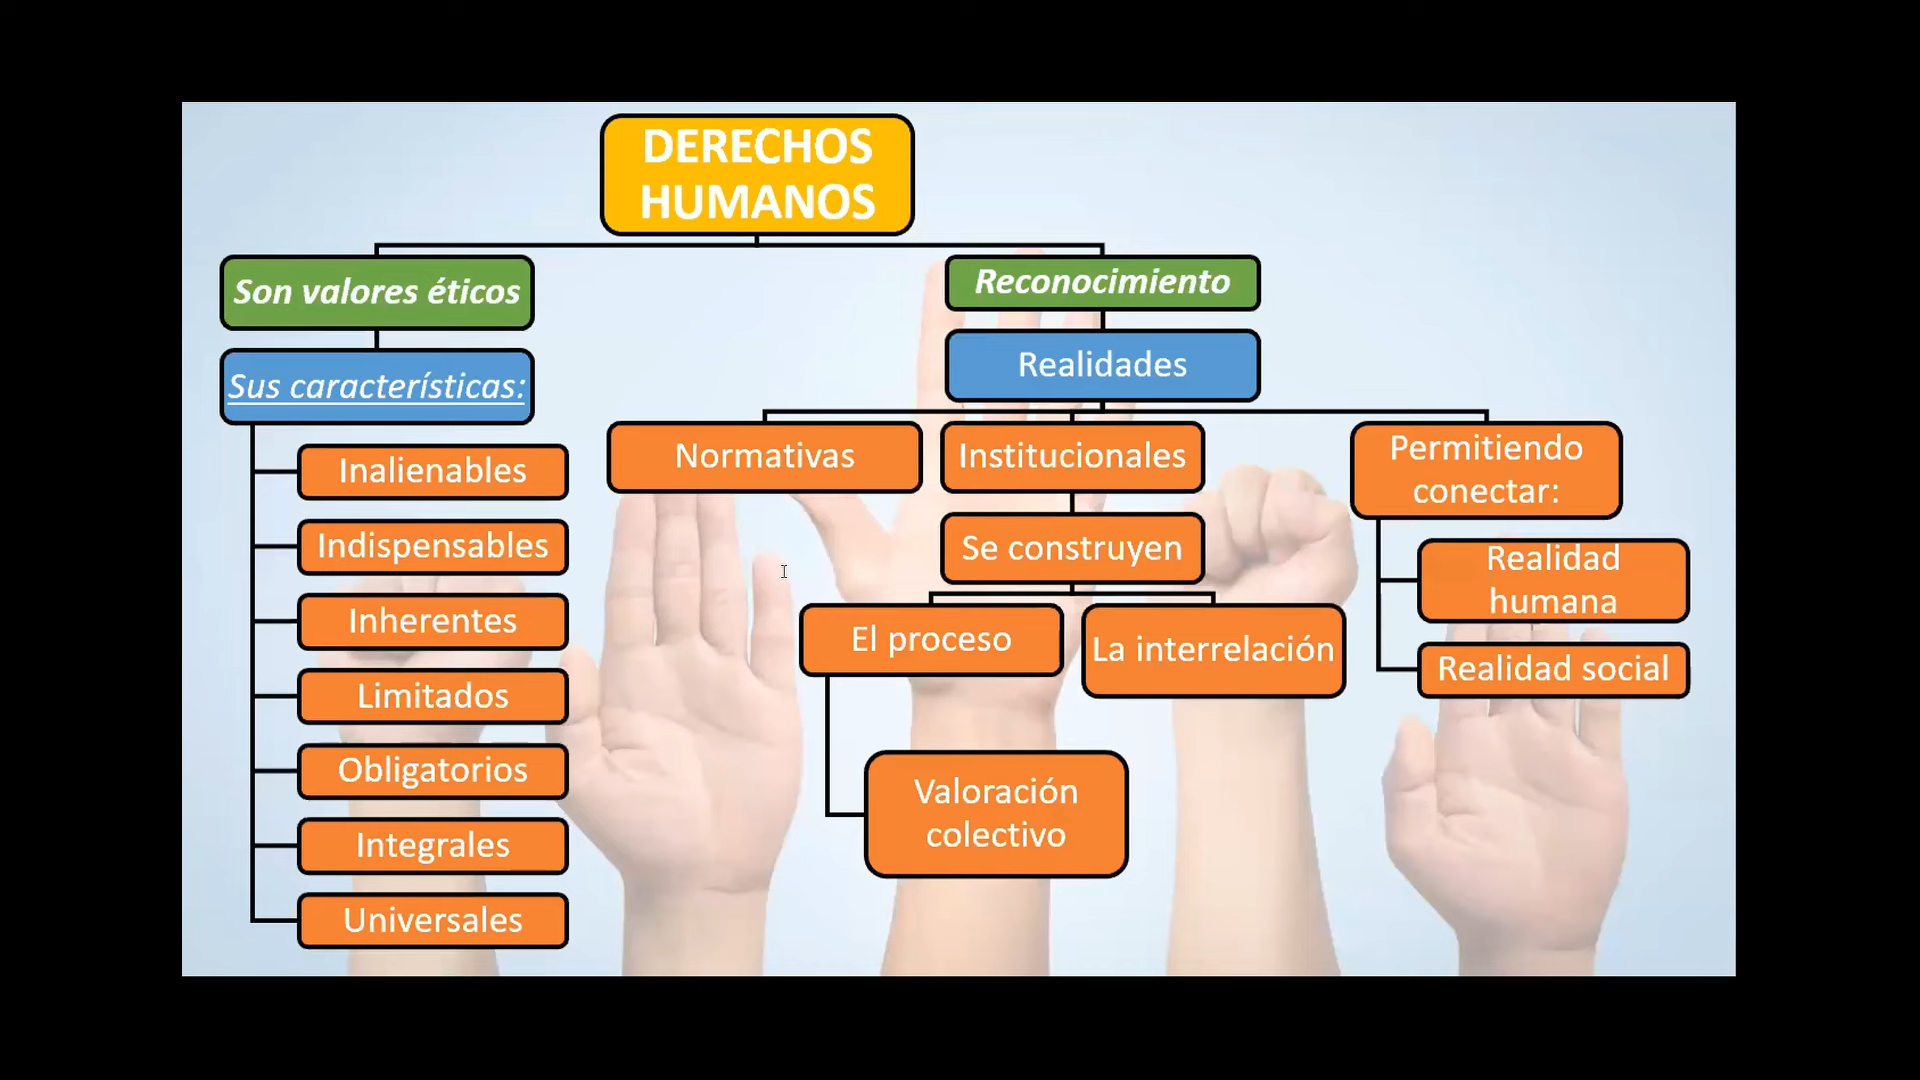 DERECHOS
HUMANOS
Son valores éticos
Sus características:
Inalienables
Indispensables
Inherentes
Limitados
Obligatorios
Integrales
Universales
Reconocimiento
Realidades
Normativas
Institucionales
Se construyen
El proceso
Valoración
colectivo
La interrelación
Permitiendo
conectar:
Realidad
humana
Realidad social